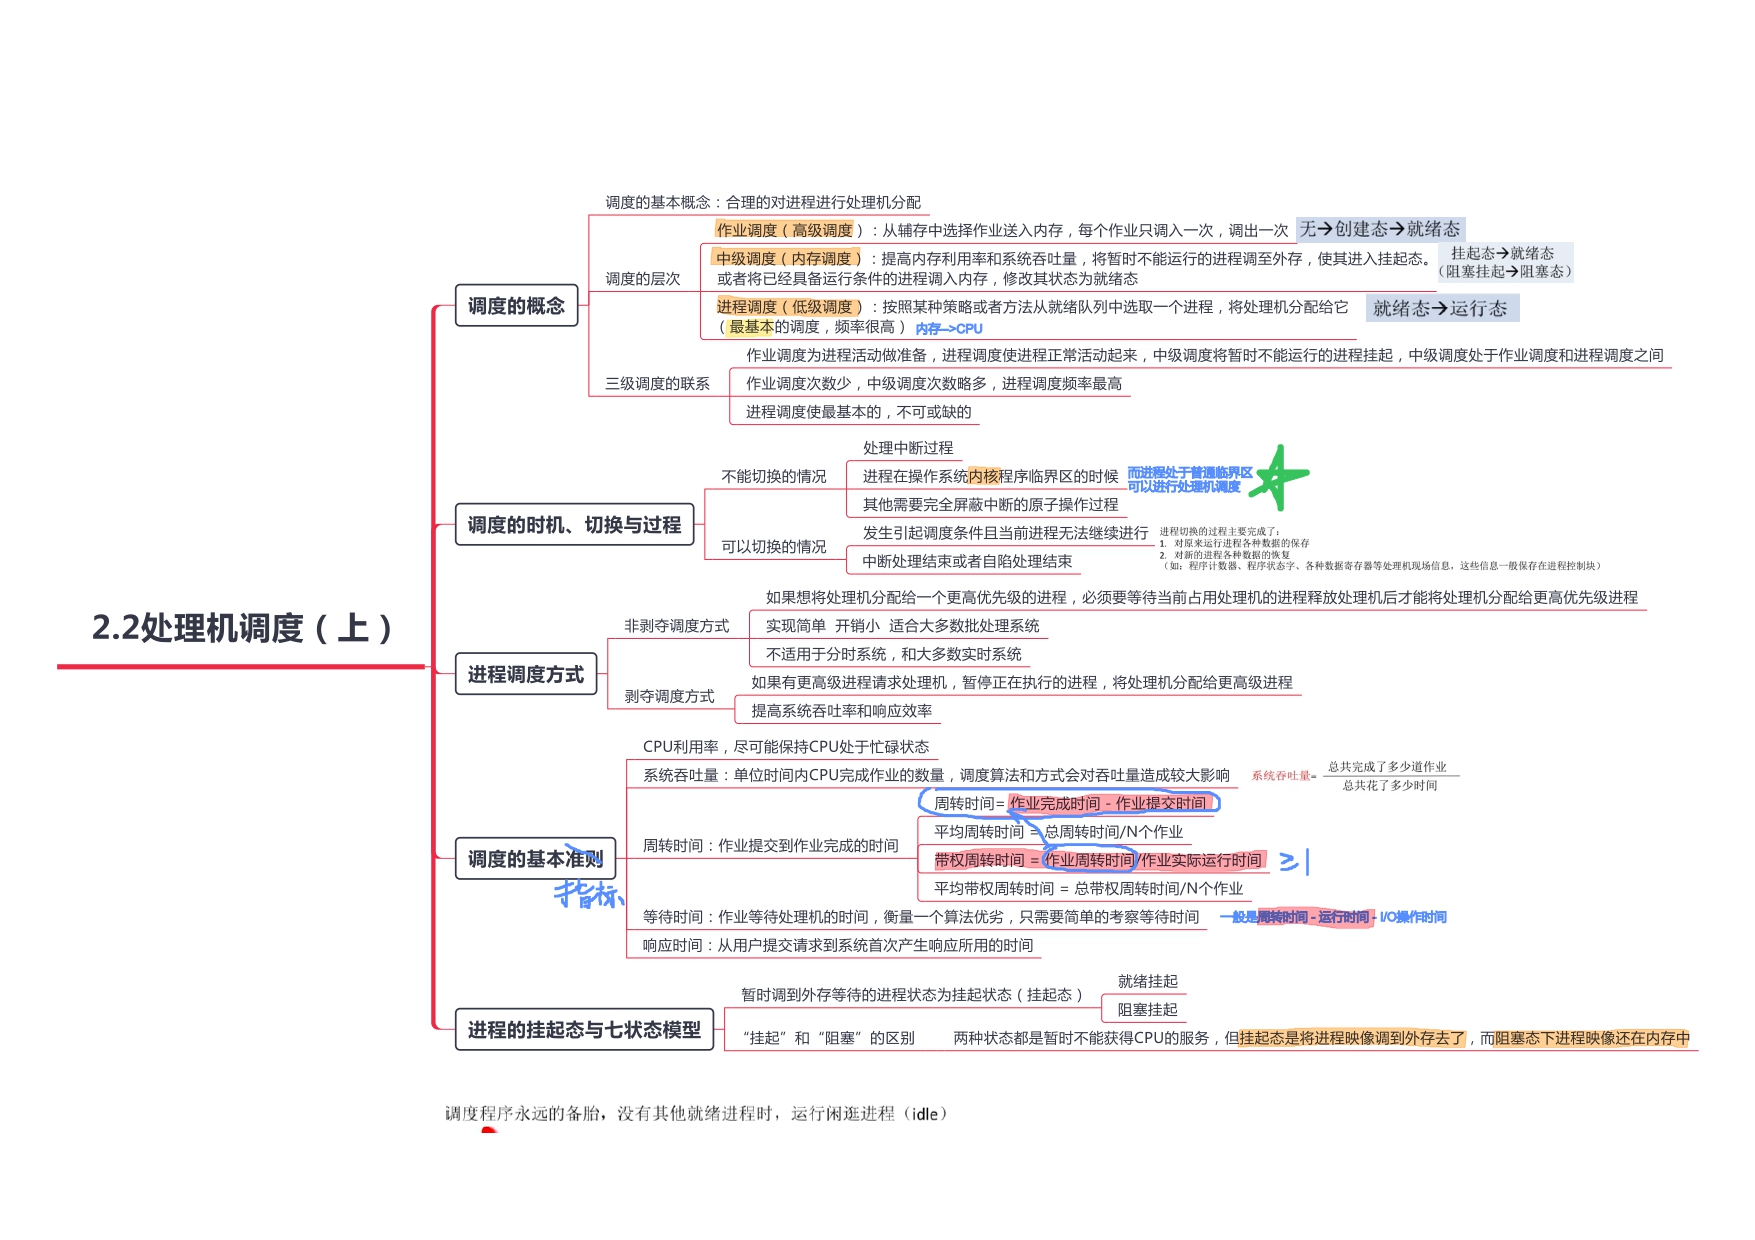 2.2处理机调度（上）
调度的概念
调度的基本概念：合理的对进程进行处理机分配
调度的层次
作业调度（高级调度）：从辅存中选择作业送入内存，每个作业只调入一次，调出一次
无→创建态→就绪态
中级调度（内存调度）：提高内存利用率和系统吞吐量，将暂时不能运行的进程调至外存，使其进入挂起态。
或者将已经具备运行条件的进程调入内存，修改其状态为就绪态
挂起态→就绪态
（阻塞挂起→阻塞态）
进程调度（低级调度）：按照某种策略或者方法从就绪队列中选取一个进程，将处理机分配给它
（最基本的调度，频率很高）
内存—>CPU
就绪态→运行态
三级调度的联系
作业调度为进程活动做准备，进程调度使进程正常活动起来，中级调度将暂时不能运行的进程挂起，中级调度处于作业调度和进程调度之间
作业调度次数少，中级调度次数略多，进程调度频率最高
进程调度使最基本的，不可或缺的
调度的时机、切换与过程
不能切换的情况
处理中断过程
进程在操作系统内核程序临界区的时候
而进程处于普通临界区
可以进行处理机调度
其他需要完全屏蔽中断的原子操作过程
可以切换的情况
发生引起调度条件且当前进程无法继续进行
中断处理结束或者自陷处理结束
进程切换的过程主要完成了：
1. 对原来运行进程各种数据的保存
2. 对新的进程各种数据的恢复
（如：程序计数器、程序状态字、各种数据寄存器等处理机现场信息，这些信息一般保存在进程控制块）
进程调度方式
非剥夺调度方式
如果想将处理机分配给一个更高优先级的进程，必须要等待当前占用处理机的进程释放处理机后才能将处理机分配给更高优先级进程
实现简单 开销小 适合大多数批处理系统
不适用于分时系统，和大多数实时系统
剥夺调度方式
如果有更高级进程请求处理机，暂停正在执行的进程，将处理机分配给更高级进程
提高系统吞吐率和响应效率
调度的基本准则
指标
CPU利用率，尽可能保持CPU处于忙碌状态
系统吞吐量：单位时间内CPU完成作业的数量，调度算法和方式会对吞吐量造成较大影响
系统吞吐量=
总共完成了多少道作业
总共花了多少时间
周转时间：作业提交到作业完成的时间
周转时间= 作业完成时间 - 作业提交时间
平均周转时间 = 总周转时间/N个作业
带权周转时间 = 作业周转时间/作业实际运行时间
≥1
平均带权周转时间 = 总带权周转时间/N个作业
等待时间：作业等待处理机的时间，衡量一个算法优劣，只需要简单的考察等待时间
一般是周转时间 - 运行时间 - I/O操作时间
响应时间：从用户提交请求到系统首次产生响应所用的时间
进程的挂起态与七状态模型
暂时调到外存等待的进程状态为挂起状态（挂起态）
就绪挂起
阻塞挂起
“挂起”和“阻塞”的区别
两种状态都是暂时不能获得CPU的服务，但挂起态是将进程映像调到外存去了，而阻塞态下进程映像还在内存中
调度程序永远的备胎，没有其他就绪进程时，运行闲逛进程（idle）